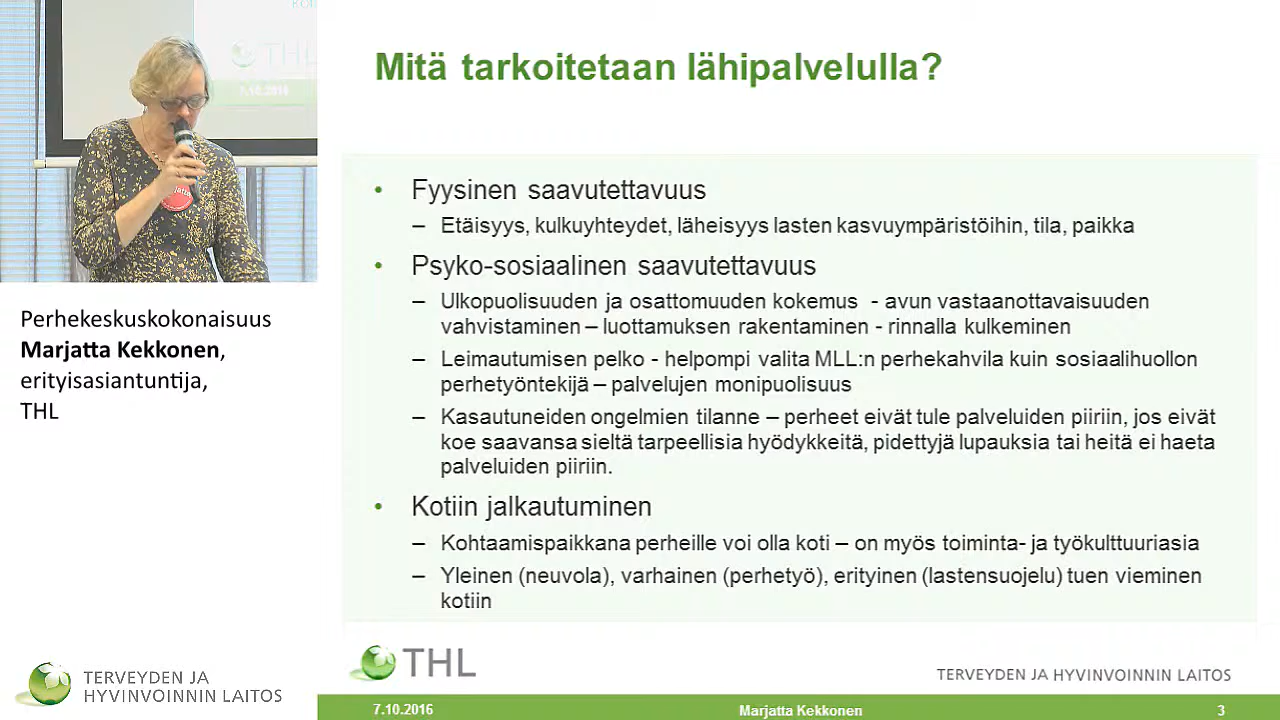 Mitä tarkoitetaan lähipalvelulla?
• Fyysinen saavutettavuus
– Etäisyys, kulkuyhteydet, läheisyys lasten kasvuympäristöihin, tila, paikka
• Psyko-sosiaalinen saavutettavuus
– Ulkopuolisuuden ja osattomuuden kokemus - avun vastaanottavaisuuden
vahvistaminen – luottamuksen rakentaminen - rinnalla kulkeminen
– Leimautumisen pelko - helpompi valita MLL:n perhekahvila kuin sosiaalihuollon
perhetyöntekijä – palvelujen monipuolisuus
– Kasautuneiden ongelmien tilanne – perheet eivät tule palveluiden piiriin, jos eivät
koe saavansa sieltä tarpeellisia hyödykkeitä, pidettyjä lupauksia tai heitä ei haeta
palveluiden piiriin.
• Kotiin jalkautuminen
– Kohtaamispaikkana perheille voi olla koti – on myös toiminta- ja työkulttuuriasia
– Yleinen (neuvola), varhainen (perhetyö), erityinen (lastensuojelu) tuen vieminen
kotiin
THL
TERVEYDEN JA HYVINVOINNIN LAITOS
7.10.2016
Marjatta Kekkonen
3
THL
7.10.2016
Perhekeskuskokonaisuus
Marjatta Kekkonen,
erityisasiantuntija,
THL
TERVEYDEN JA
HYVINVOINNIN LAITOS